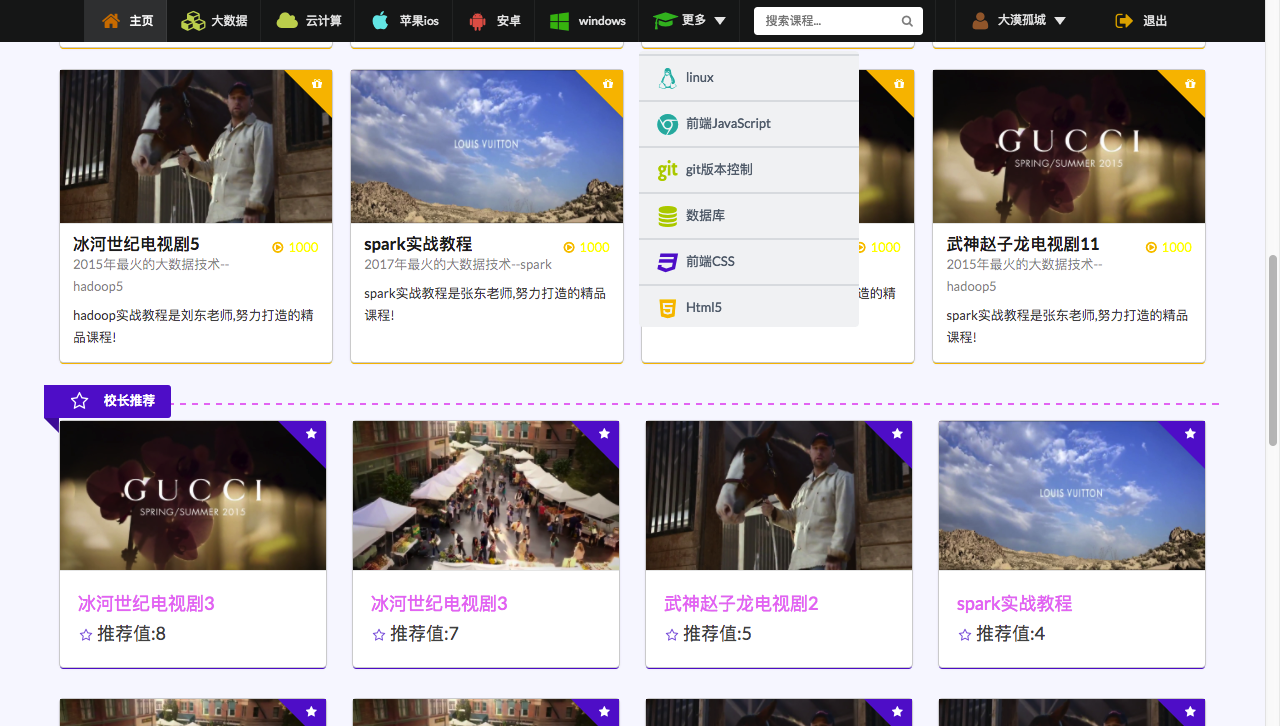 主页
大数据
云计算
苹果ios
安卓
windows
更多
搜索课程...
大漠孤城
退出
linux
前端JavaScript
git
git版本控制
数据库
前端CSS
Html5
LOUIS VUITTON
GUCCI
SPRING/SUMMER 2015
冰河世纪电视剧5
1000
2015年最火的大数据技术--
hadoop5
hadoop实战教程是刘东老师,努力打造的精
品课程!
spark实战教程
1000
2017年最火的大数据技术--spark
spark实战教程是张东老师,努力打造的精品
课程!
1000
造的精
武神赵子龙电视剧11
1000
2015年最火的大数据技术--
hadoop5
spark实战教程是张东老师,努力打造的精品
课程!
校长推荐
GUCCI
SPRING/SUMMER 2015
LOUIS VUITTON
冰河世纪电视剧3
推荐值:8
冰河世纪电视剧3
推荐值:7
武神赵子龙电视剧2
推荐值:5
spark实战教程
推荐值:4